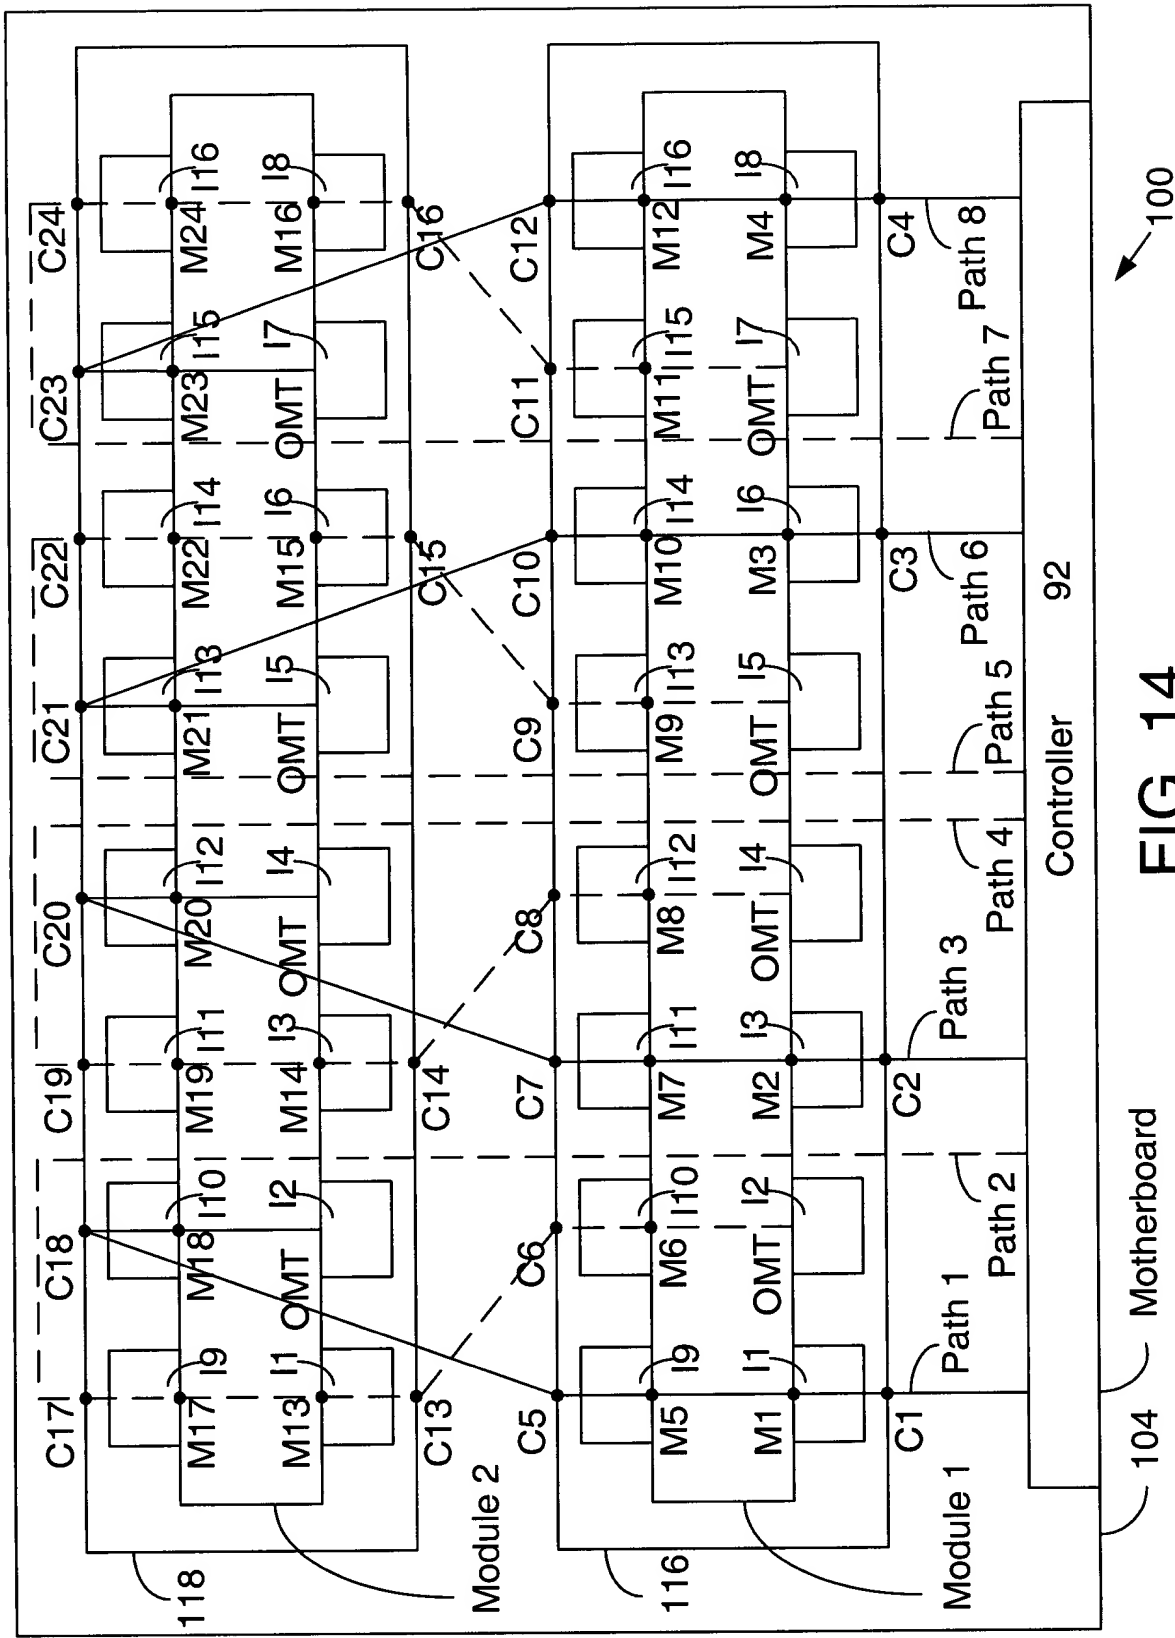 C17 C18 C19 C20 C21 C22 C23 C24
I9 I10 I11 I12 I13 I14 I15 I16
M17 M18 M19 M20 M21 M22 M23 M24
I1 I2 I3 I4 I5 I6 I7 I8
M13 OMT M14 OMT OMT M15 OMT M16
118
C13 C14 C15 C16
Module 2
C5 C6 C7 C8 C9 C10 C11 C12
I9 I10 I11 I12 I13 I14 I15 I16
M5 M6 M7 M8 M9 M10 M11 M12
I1 I2 I3 I4 I5 I6 I7 I8
M1 OMT M2 OMT OMT M3 OMT M4
116
C1 C2 C3 C4
Module 1
Path 1 Path 2 Path 3 Path 4 Path 5 Path 6 Path 7 Path 8
Controller 92
104 Motherboard
100
FIG. 14